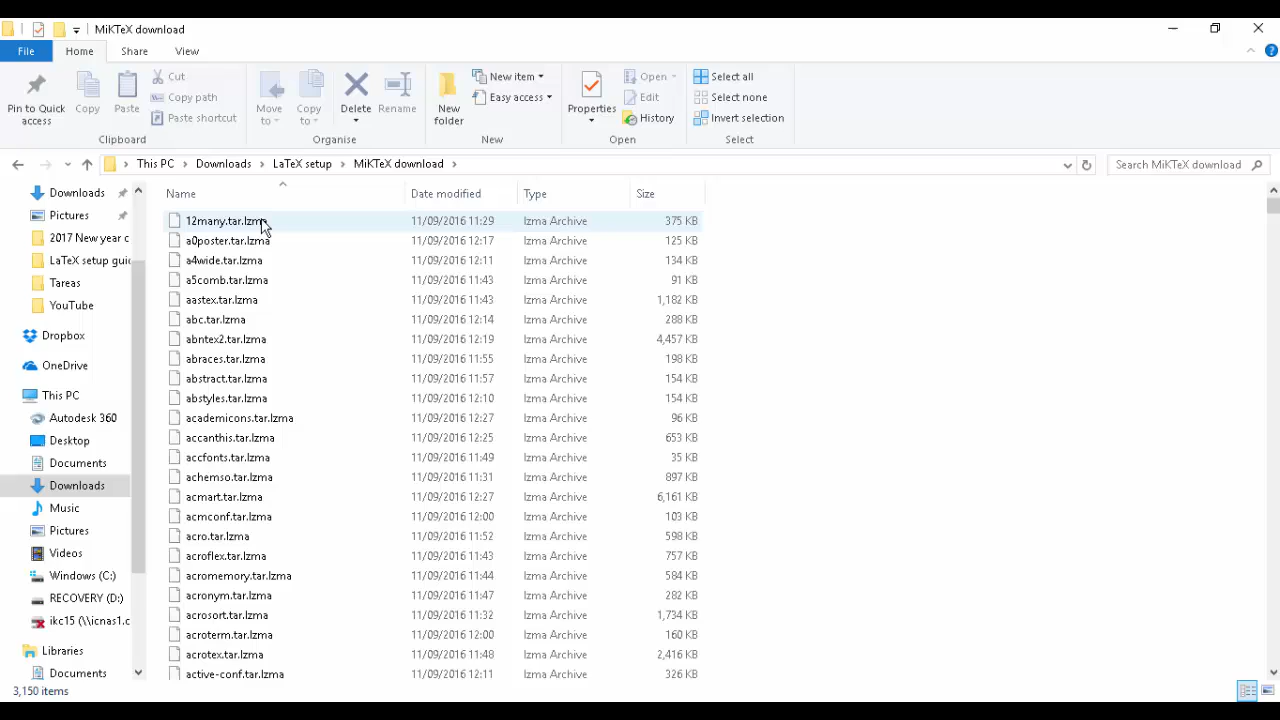 MiKTeX download
File Home Share View
Pin to Quick access
Copy
Paste
Cut
Copy path
Paste shortcut
Clipboard
Move to
Copy to
Delete
Rename
Organise
New folder
New item
Easy access
New
Properties
Open
Edit
History
Open
Select all
Select none
Invert selection
Select
This PC > Downloads > LaTeX setup > MiKTeX download >
Search MiKTeX download
Downloads
Pictures
2017 New year c
LaTeX setup guid
Tareas
YouTube
Dropbox
OneDrive
This PC
Autodesk 360
Desktop
Documents
Downloads
Music
Pictures
Videos
Windows (C:)
RECOVERY (D:)
ikc15 (\\icnas1.c
Libraries
Documents
Name Date modified Type Size
12many.tar.lzma 11/09/2016 11:29 lzma Archive 375 KB
a0poster.tar.lzma 11/09/2016 12:17 lzma Archive 125 KB
a4wide.tar.lzma 11/09/2016 12:11 lzma Archive 134 KB
a5comb.tar.lzma 11/09/2016 11:43 lzma Archive 91 KB
aastex.tar.lzma 11/09/2016 11:43 lzma Archive 1,182 KB
abc.tar.lzma 11/09/2016 12:14 lzma Archive 288 KB
abntex2.tar.lzma 11/09/2016 12:19 lzma Archive 4,457 KB
abraces.tar.lzma 11/09/2016 11:55 lzma Archive 198 KB
abstract.tar.lzma 11/09/2016 11:57 lzma Archive 154 KB
abstyles.tar.lzma 11/09/2016 12:10 lzma Archive 154 KB
academicons.tar.lzma 11/09/2016 12:27 lzma Archive 96 KB
accanthis.tar.lzma 11/09/2016 12:25 lzma Archive 653 KB
accfonts.tar.lzma 11/09/2016 11:49 lzma Archive 35 KB
achemso.tar.lzma 11/09/2016 11:31 lzma Archive 897 KB
acmart.tar.lzma 11/09/2016 12:27 lzma Archive 6,161 KB
acmconf.tar.lzma 11/09/2016 12:00 lzma Archive 103 KB
acro.tar.lzma 11/09/2016 11:52 lzma Archive 598 KB
acroflex.tar.lzma 11/09/2016 11:43 lzma Archive 757 KB
acromemory.tar.lzma 11/09/2016 11:44 lzma Archive 584 KB
acronym.tar.lzma 11/09/2016 11:47 lzma Archive 282 KB
acrosort.tar.lzma 11/09/2016 11:32 lzma Archive 1,734 KB
acroterm.tar.lzma 11/09/2016 12:00 lzma Archive 160 KB
acrotex.tar.lzma 11/09/2016 11:48 lzma Archive 2,416 KB
active-conf.tar.lzma 11/09/2016 12:11 lzma Archive 326 KB
3,150 items